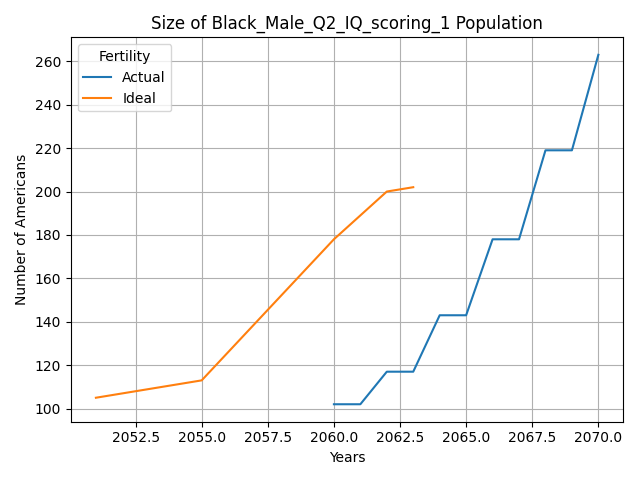 Size of Black_Male_Q2_IQ_scoring_1 Population
Fertility
Actual
Ideal
Number of Americans
260
240
220
200
180
160
140
120
100
2052.5 2055.0 2057.5 2060.0 2062.5 2065.0 2067.5 2070.0
Years